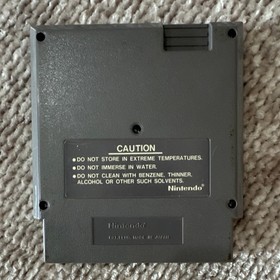 CAUTION
•DO NOT STORE IN EXTREME TEMPERATURES.
•DO NOT IMMERSE IN WATER.
•DO NOT CLEAN WITH BENZENE, THINNER,
ALCOHOL OR OTHER SUCH SOLVENTS.
Nintendo®
Nintendo®